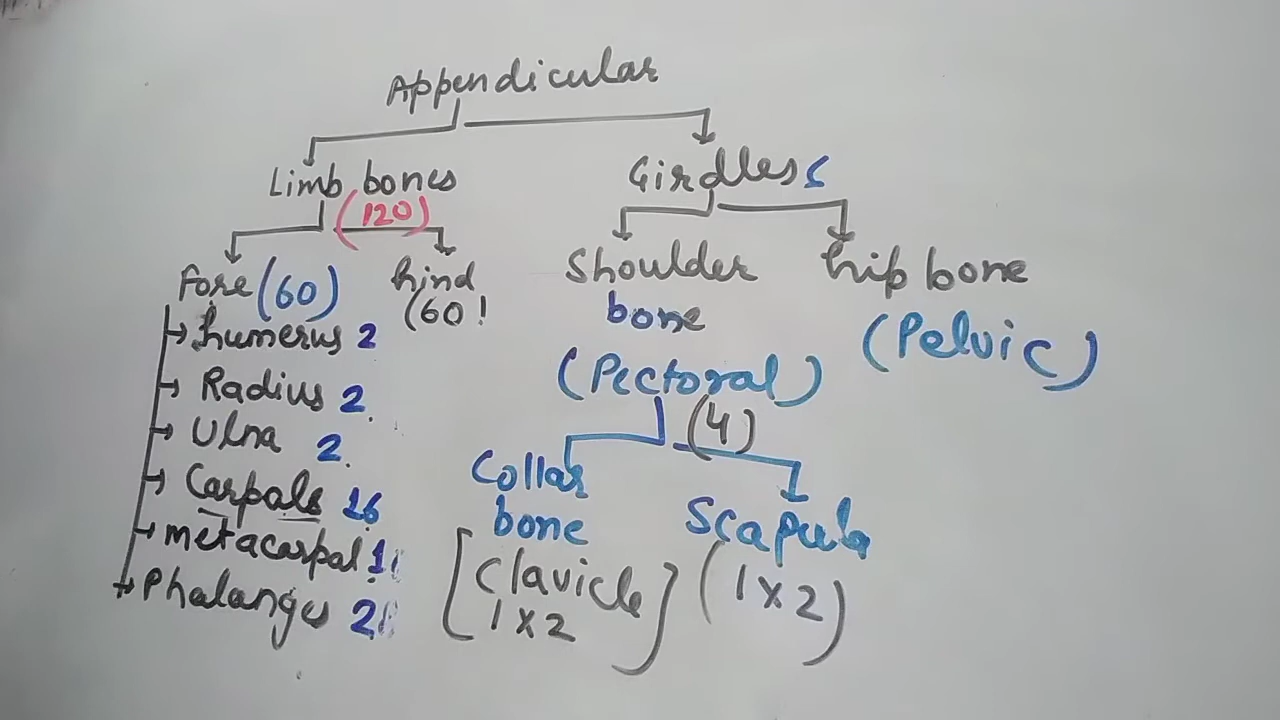 Appendicular
Limb bones
(120)
Girdles 6
Fore (60)
hind
(60!
Shoulder
bone
(Pectoral)
(4)
hip bone
(Pelvic)
humerus 2
Radius 2
Ulna 2
Carpals 16
metacarpal
Phalanges
Collar
bone
[Clavicle
1x2]
Scapula
(1x2)